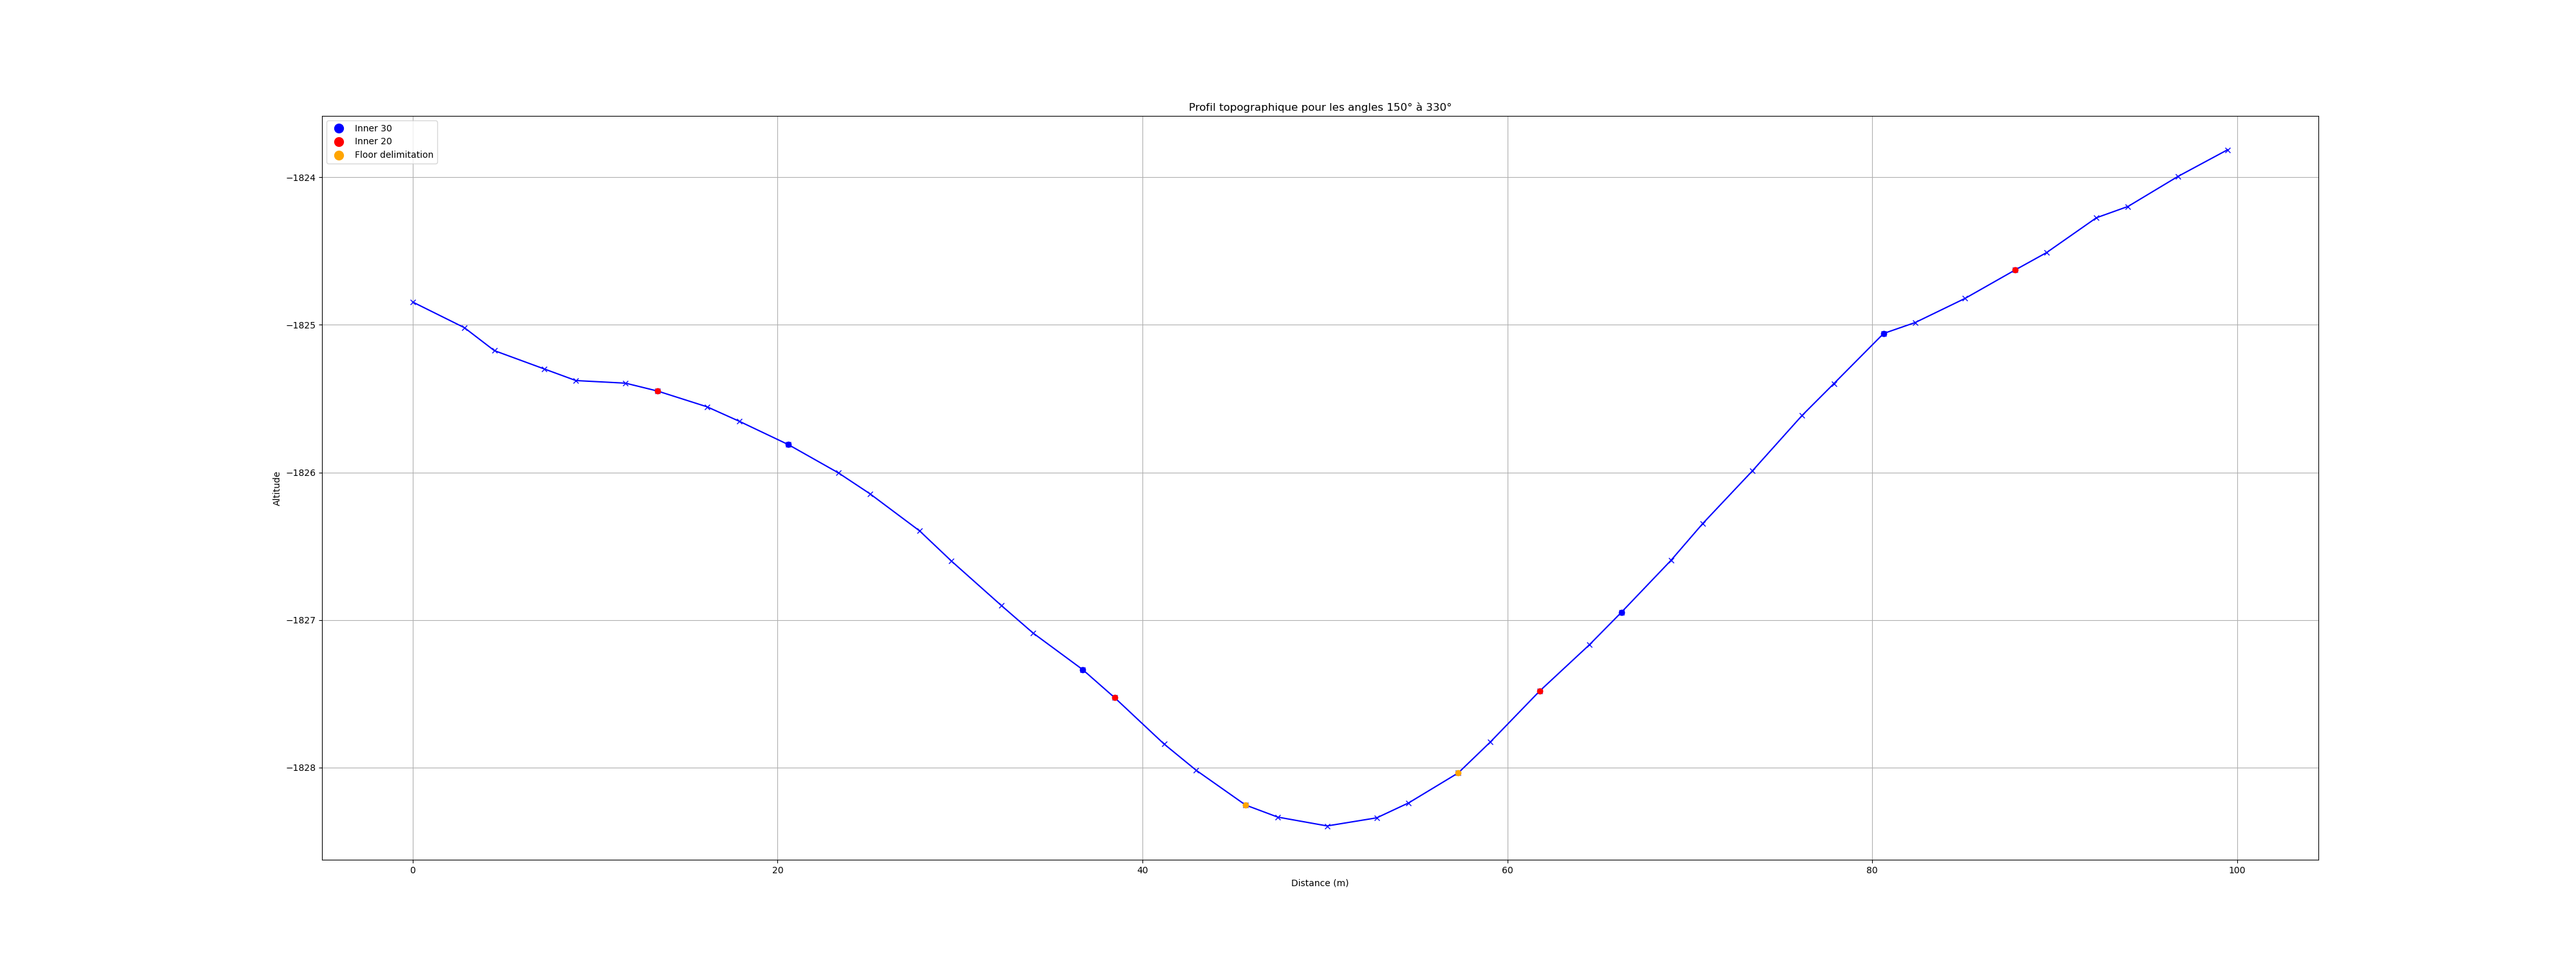 Profil topographique pour les angles 150° à 330°
Inner 30
Inner 20
Floor delimitation
−1824
−1825
−1826
−1827
−1828
Altitude
0 20 40 60 80 100
Distance (m)